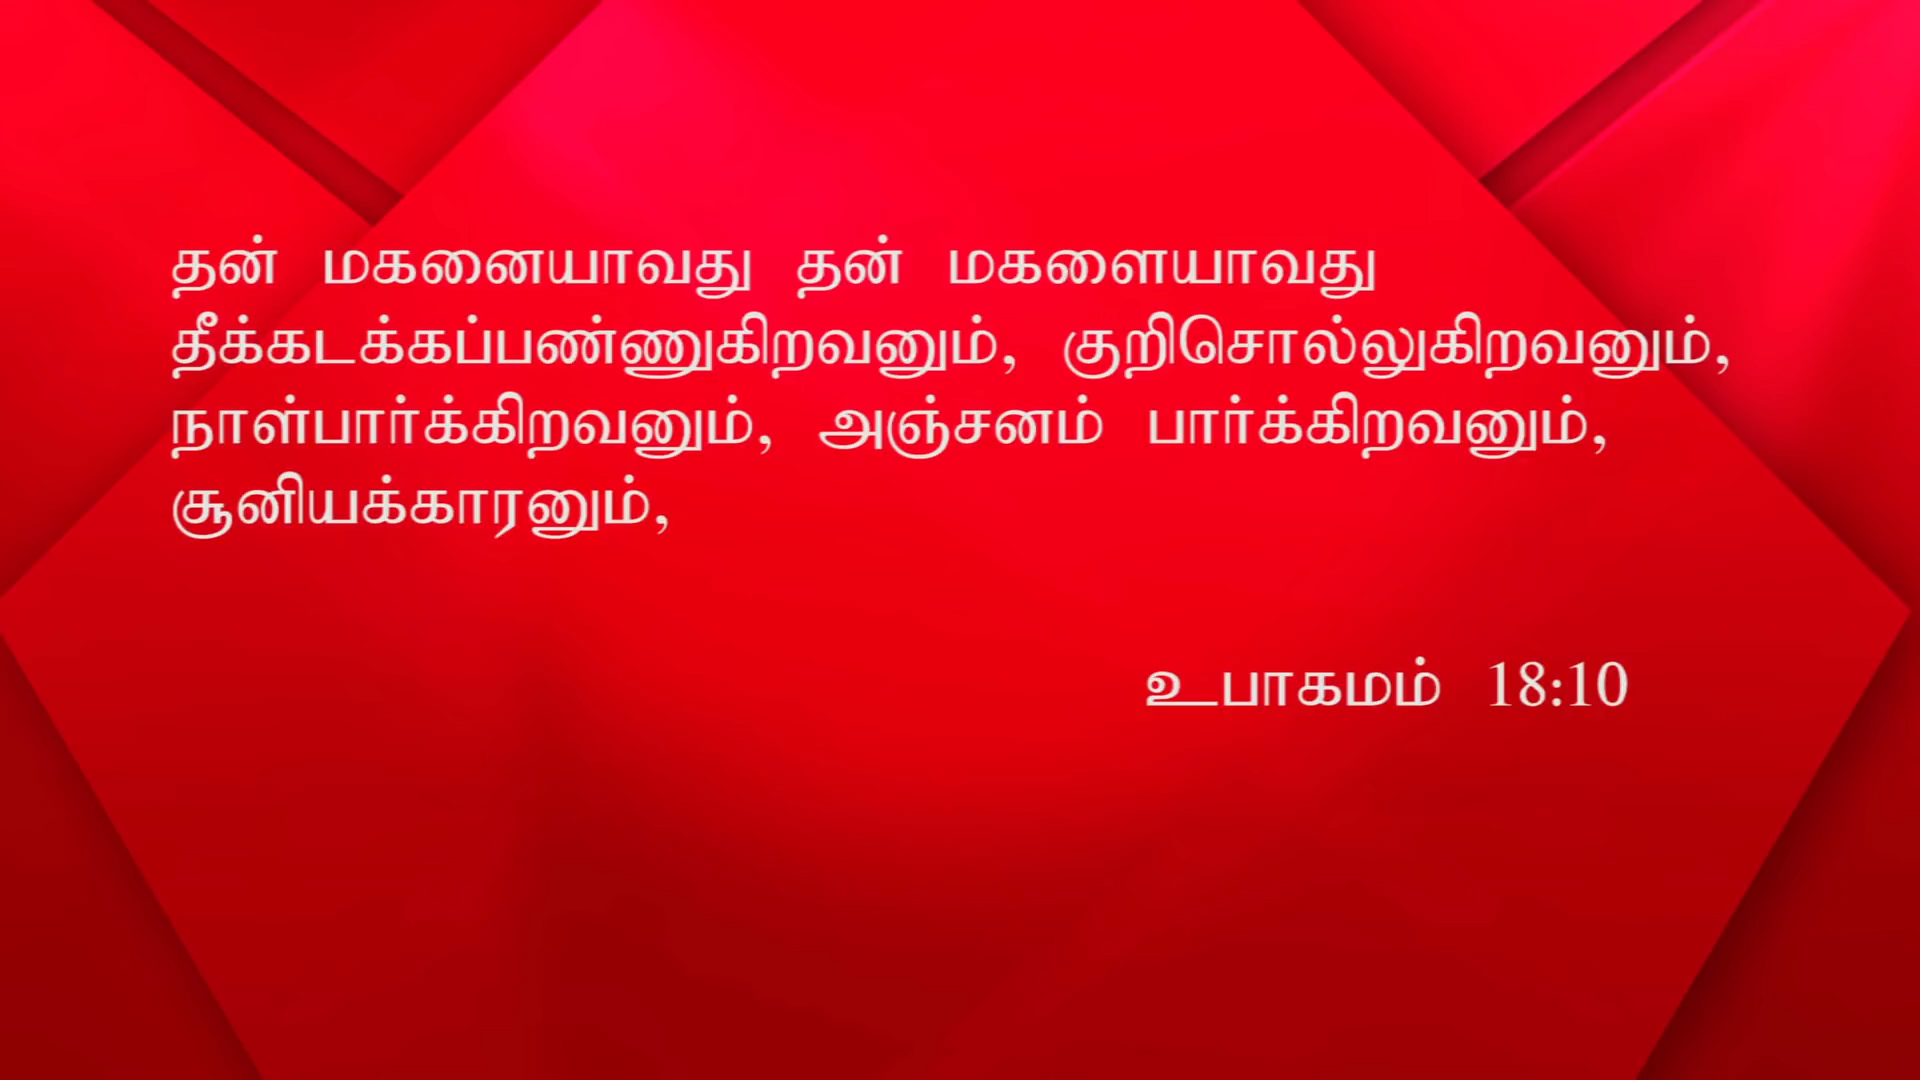 தன் மகனையாவது தன் மகளையாவது
தீக்கடக்கப்பண்ணுகிறவனும், குறிசொல்லுகிறவனும்,
நாள்பார்க்கிறவனும், அஞ்சனம் பார்க்கிறவனும்,
சூனியக்காரனும்,
உபாகமம் 18:10